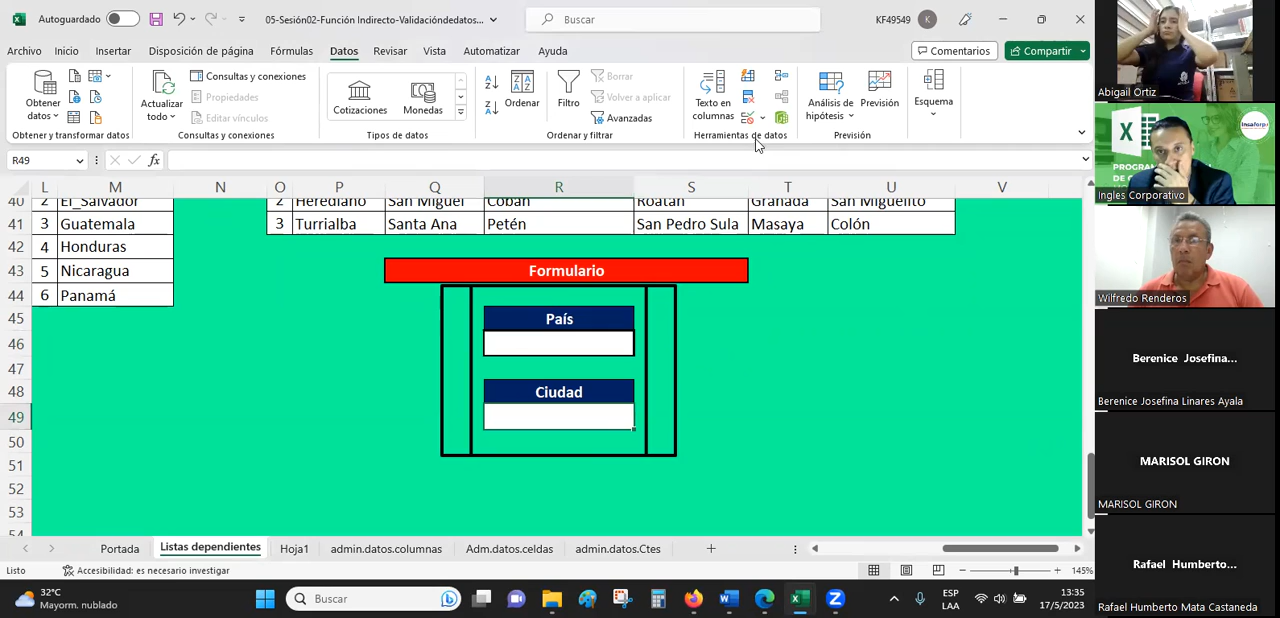 Autoguardado
05-Sesión02-Función Indirecto-Validacióndedatos...
Buscar
KF49549
K
Archivo Inicio Insertar Disposición de página Fórmulas Datos Revisar Vista Automatizar Ayuda
Comentarios
Compartir
Obtener datos
Actualizar todo
Consultas y conexiones
Propiedades
Editar vínculos
Cotizaciones
Monedas
Ordenar
Filtro
Borrar
Volver a aplicar
Avanzadas
Texto en columnas
Análisis de hipótesis
Previsión
Esquema
Obtener y transformar datos
Consultas y conexiones
Tipos de datos
Ordenar y filtrar
Herramientas de datos
Previsión
R49
fx
L M N O P Q R S T U V
40 2 El_Salvador 2 Herediano San Miguel Cobán Roatán Granada San Miguelito
41 3 Guatemala 3 Turrialba Santa Ana Petén San Pedro Sula Masaya Colón
42 4 Honduras
43 5 Nicaragua Formulario
44 6 Panamá
45 País
46
47
48 Ciudad
49
50
51
52
53
54
Portada Listas dependientes Hoja1 admin.datos.columnas Adm.datos.celdas admin.datos.Ctes
Listo
Accesibilidad: es necesario investigar
145%
32°C
Mayorm. nublado
Buscar
ESP
LAA
13:35
17/5/2023
Abigail Ortiz
Insaforp
PROGRAM
DE C
Inglés Corporativo
Wilfredo Renderos
Berenice Josefina...
Berenice Josefina Linares Ayala
MARISOL GIRON
MARISOL GIRON
Rafael Humberto...
Rafael Humberto Mata Castaneda